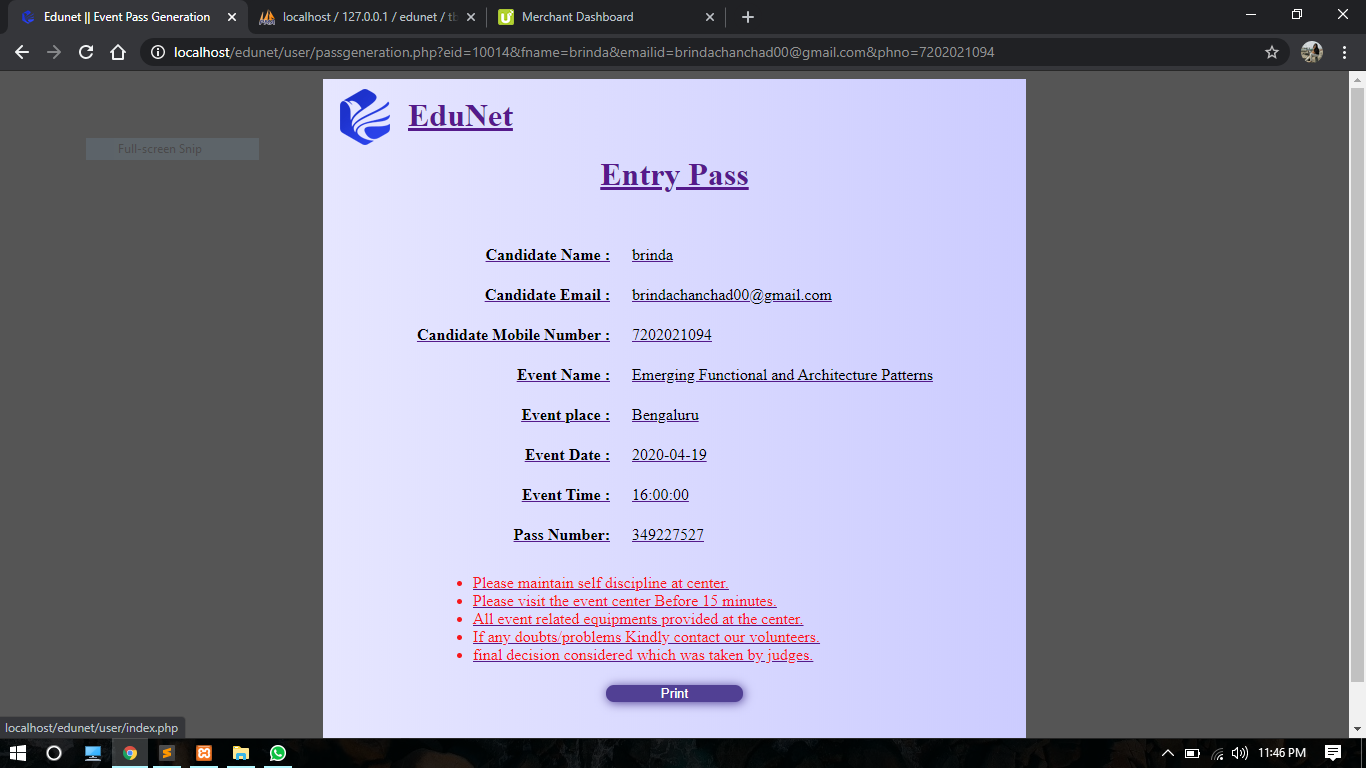 Edunet || Event Pass Generation
localhost / 127.0.0.1 / edunet / tb
Merchant Dashboard
localhost/edunet/user/passgeneration.php?eid=10014&fname=brinda&emailid=brindachanchad00@gmail.com&phno=7202021094
EduNet
Full-screen Snip
Entry Pass
Candidate Name : brinda
Candidate Email : brindachanchad00@gmail.com
Candidate Mobile Number : 7202021094
Event Name : Emerging Functional and Architecture Patterns
Event place : Bengaluru
Event Date : 2020-04-19
Event Time : 16:00:00
Pass Number: 349227527
Please maintain self discipline at center.
Please visit the event center Before 15 minutes.
All event related equipments provided at the center.
If any doubts/problems Kindly contact our volunteers.
final decision considered which was taken by judges.
Print
localhost/edunet/user/index.php
11:46 PM